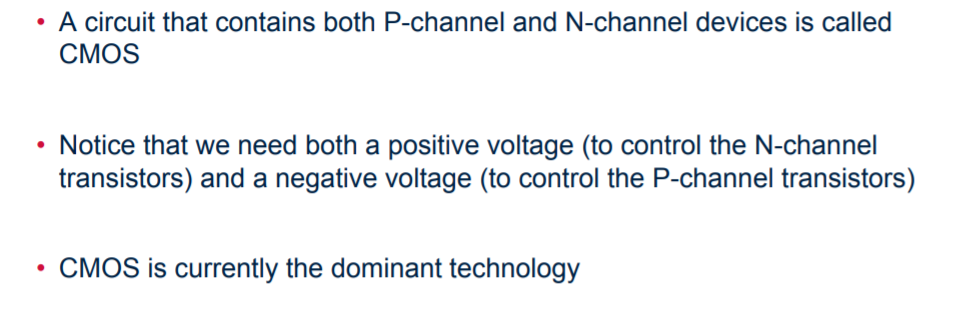 • A circuit that contains both P-channel and N-channel devices is called
CMOS
• Notice that we need both a positive voltage (to control the N-channel
transistors) and a negative voltage (to control the P-channel transistors)
• CMOS is currently the dominant technology